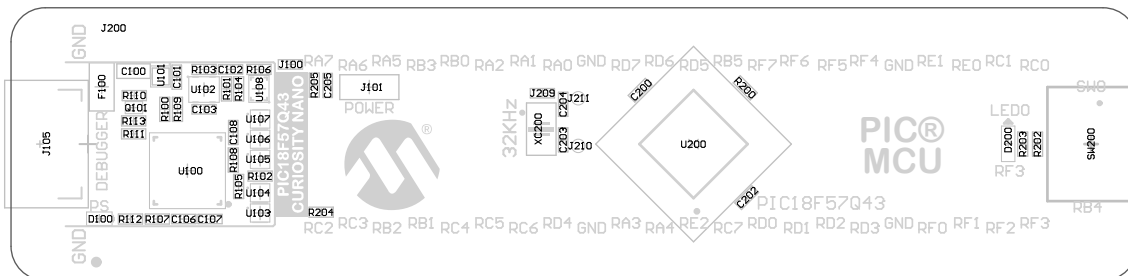 J200
GND
RA7 RA6 RA5 RB3 RB0 RA2 RA1 RA0 GND RD7 RD6 RD5 RB5 RF7 RF6 RF5 RF4 GND RE1 RE0 RC1 RC0
J100
F100 C100 U101 C101 R103 C102 R106
U102 R101 R104 U108
R205 C205 J101
POWER
R110 R100 R109 C103
Q101
R113
R111
U107
U106
U105
R102
U104
U103
C108
R108
R105
U100
J105
DEBUGGER
PS
D100 R112 R107 C106 C107
GND
PIC18F57Q43
CURIOSITY NANO
R204
®
32KHz
J209
XC200
C204 J211
C203 J210
C200
R200
U200
C202
PIC®
MCU
PIC18F57Q43
LED0
D200 R203 R202
RF3
SW0
SW200
RB4
RC2 RC3 RB2 RB1 RC4 RC5 RC6 RD4 GND RA3 RA4 RE2 RC7 RD0 RD1 RD2 RD3 GND RF0 RF1 RF2 RF3